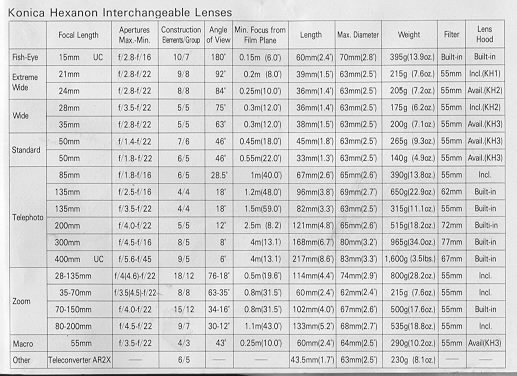 Konica Hexanon Interchangeable Lenses
Focal Length Apertures Max.-Min. Construction Elements/Group Angle of View Min. Focus from Film Plane Length Max. Diameter Weight Filter Lens Hood
Fish-Eye 15mm UC f/2.8-f/16 10/7 180° 0.15m (6.0") 60mm(2.4") 70mm(2.8") 395g(13.9oz.) Built-in Built-in
Extreme Wide 21mm f/2.8-f/22 9/8 92° 0.2m (8.0") 39mm(1.5") 63mm(2.5") 215g (7.6oz.) 55mm Incl.(KH1)
24mm f/2.8-f/22 8/8 84° 0.25m(10.0") 36mm(1.4") 63mm(2.5") 205g (7.2oz.) 55mm Avail.(KH2)
Wide 28mm f/3.5-f/22 5/5 75° 0.3m(12.0") 36mm(1.4") 63mm(2.5") 175g (6.2oz.) 55mm Incl.(KH2)
35mm f/2.8-f/22 5/5 63° 0.3m(12.0") 38mm(1.5") 63mm(2.5") 200g (7.1oz.) 55mm Avail.(KH3)
Standard 50mm f/1.4-f/22 7/6 46° 0.45m(18.0") 45mm(1.8") 63mm(2.5") 265g (9.3oz.) 55mm Avail.(KH3)
50mm f/1.8-f/22 6/5 46° 0.55m(22.0") 33mm(1.3") 63mm(2.5") 140g (4.9oz.) 55mm Avail.(KH3)
Telephoto 85mm f/1.8-f/16 6/5 28.5° 1m(40.0") 67mm(2.6") 65mm(2.6") 390g(13.8oz.) 55mm Incl.
135mm f/2.5-f/16 4/4 18° 1.2m(48.0") 96mm(3.8") 69mm(2.7") 650g(22.9oz.) 62mm Built-in
135mm f/3.5-f/22 4/4 18° 1.5m(59.0") 82mm(3.3") 63mm(2.5") 315g(11.1oz.) 55mm Built-in
200mm f/4.0-f/22 5/5 12° 2.5m (8.2') 121mm(4.8") 65mm(2.6") 515g(18.2oz.) 72mm Built-in
300mm f/4.5-f/16 8/5 8° 4m(13.1') 168mm(6.7") 80mm(3.2") 965g(34.0oz.) 77mm Built-in
400mm UC f/5.6-f/45 9/5 6° 4m(13.1') 217mm(8.6") 83mm(3.3") 1,600g (3.5lbs.) 67mm Built-in
Zoom 28-135mm f/4(4.6)-f/22 18/12 76-18° 0.5m(19.6") 114mm(4.4") 74mm(2.9") 800g(28.2oz.) 55mm Incl.
35-70mm f/3.5(4.5)-f/22 8/8 63-35° 0.8m(31.5") 60mm(2.4") 62mm(2.4") 215g (7.6oz.) 55mm Incl.
70-150mm f/4.0-f/22 15/12 34-16° 0.8m(31.5") 102mm(4.0") 67mm(2.6") 500g(17.6oz.) 55mm Built-in
80-200mm f/4.5-f/22 9/7 30-12° 1.1m(43.0") 133mm(5.2") 68mm(2.7") 535g(18.8oz.) 55mm Incl.
Macro 55mm f/3.5-f/22 4/3 43° 0.25m(10.0") 60mm(2.4") 64mm(2.5") 290g(10.2oz.) 55mm Avail(KH3)
Other Teleconverter AR2X — 6/5 — — 43.5mm(1.7") 63mm(2.5") 230g (8.1oz.) — —